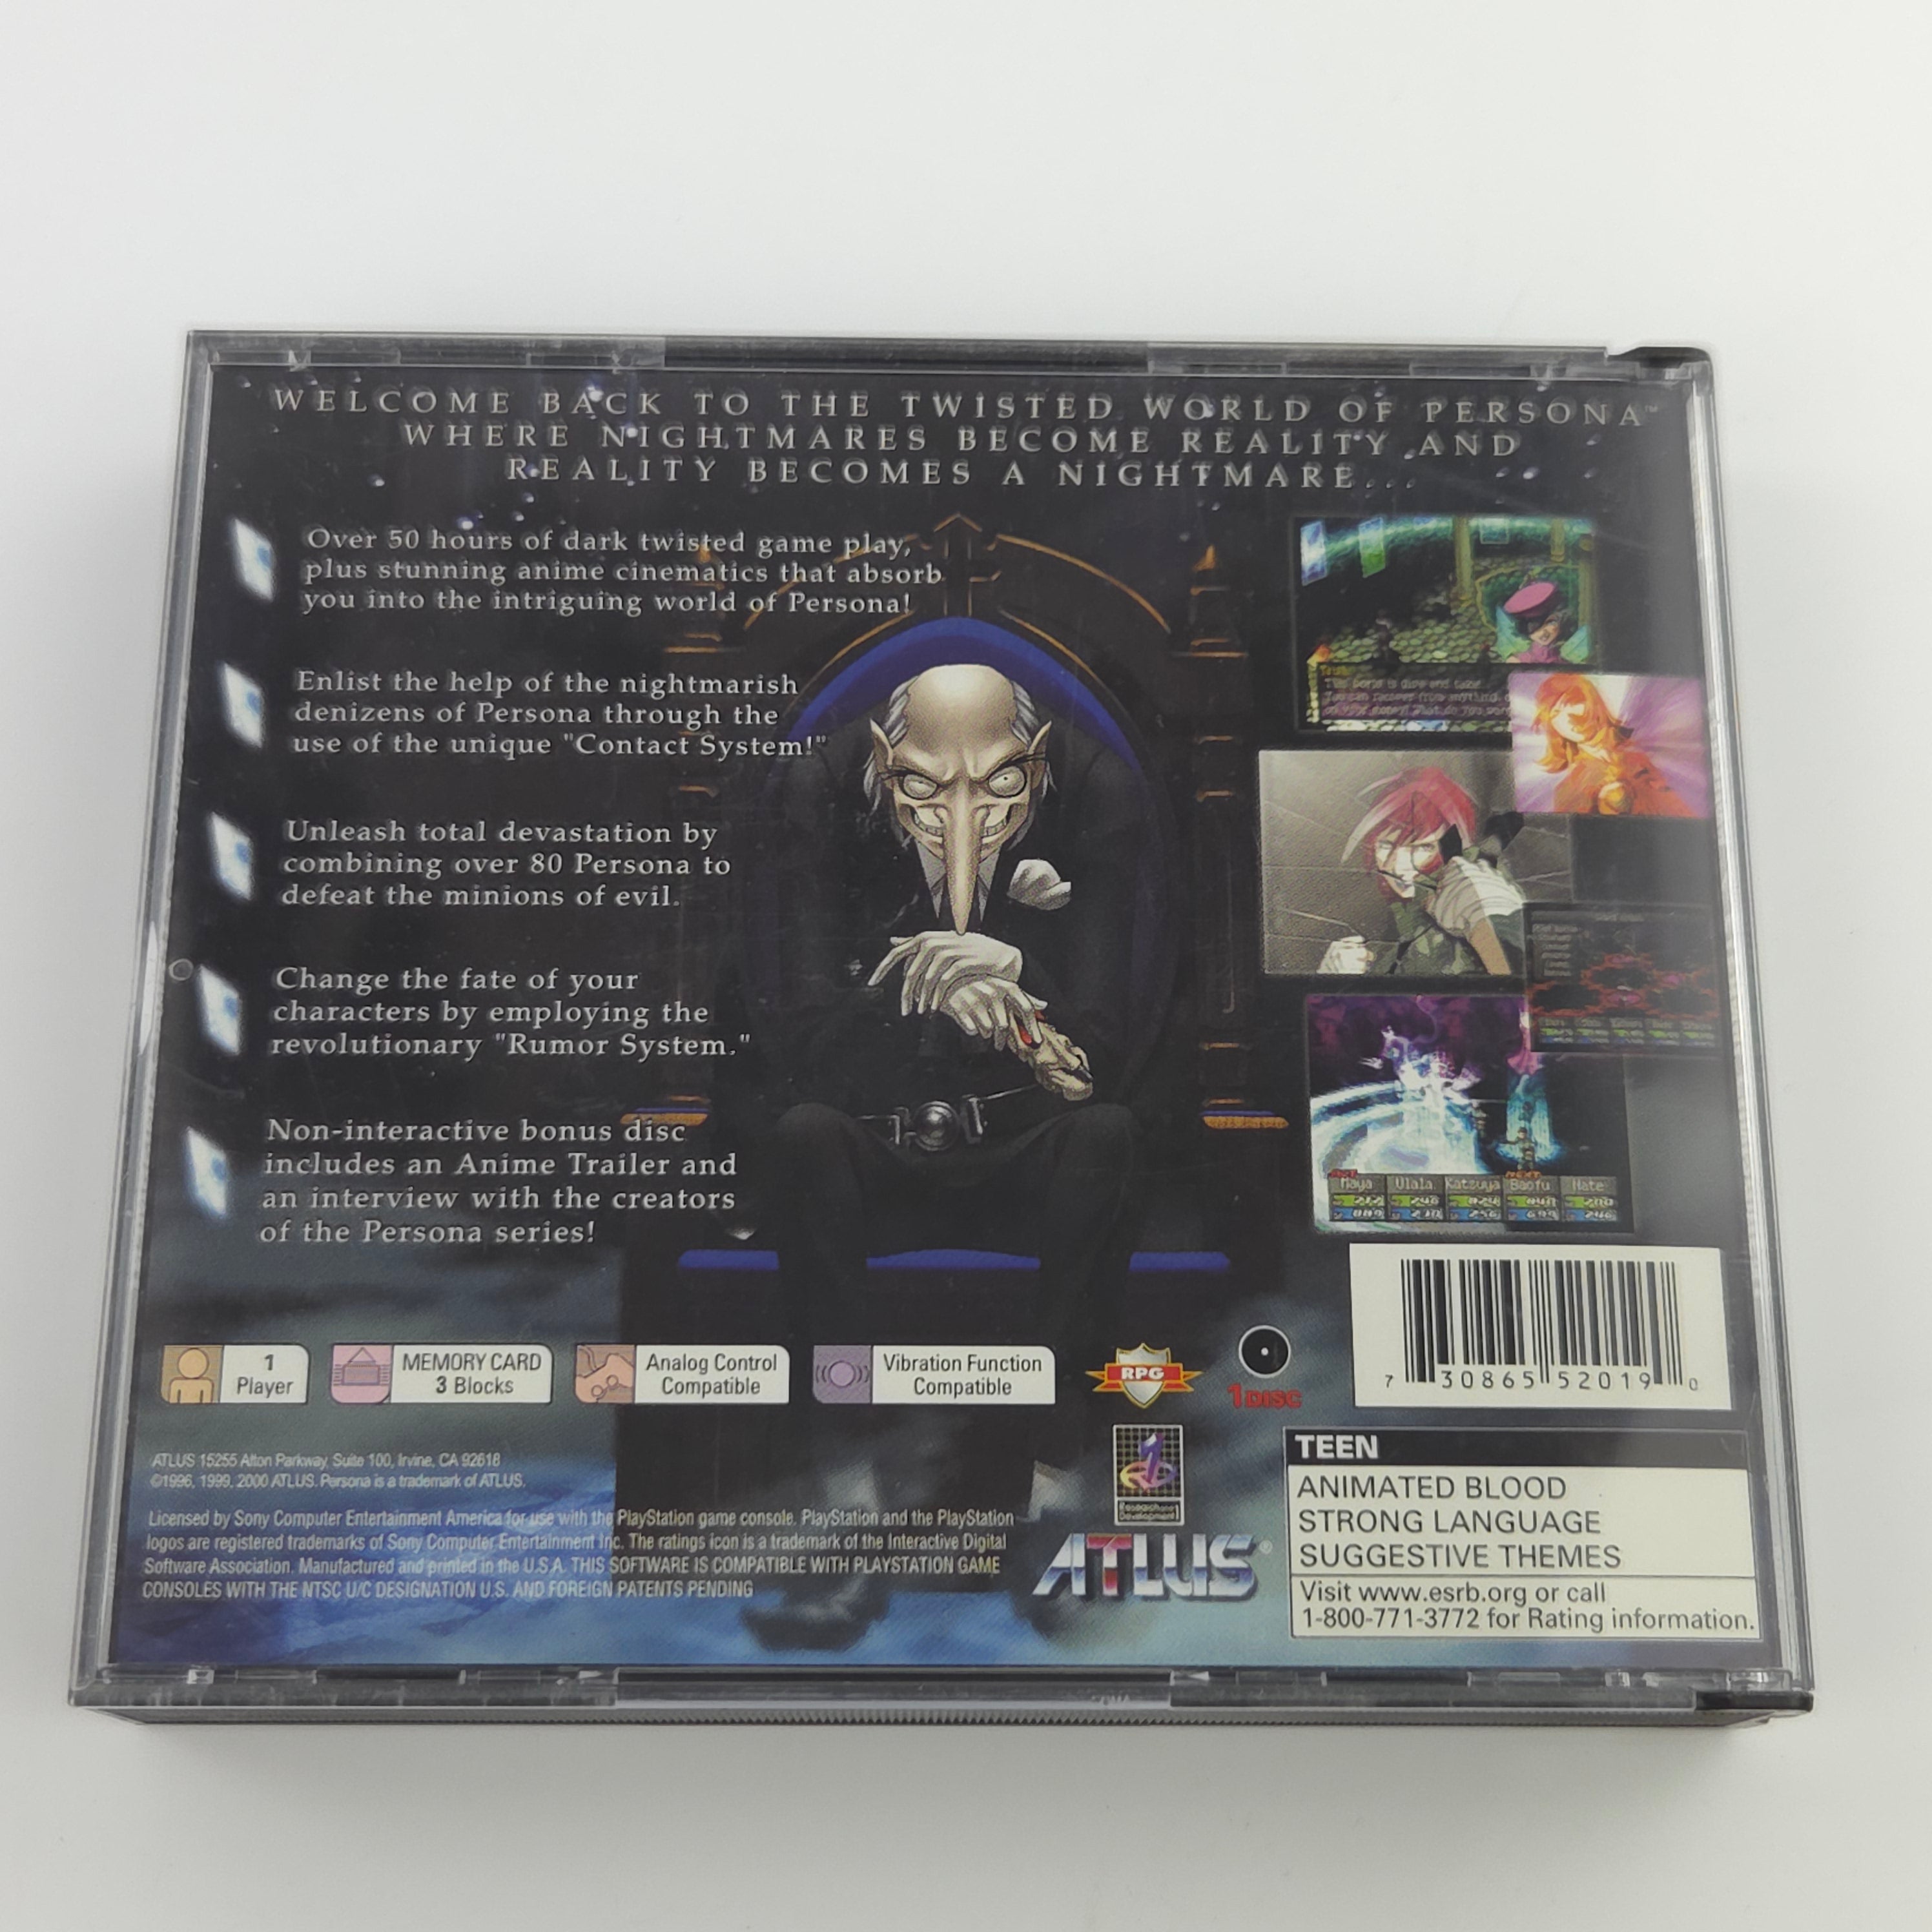 WELCOME BACK TO THE TWISTED WORLD OF PERSONA™
WHERE NIGHTMARES BECOME REALITY AND
REALITY BECOMES A NIGHTMARE...
Over 50 hours of dark twisted game play,
plus stunning anime cinematics that absorb
you into the intriguing world of Persona!
Enlist the help of the nightmarish
denizens of Persona through the
use of the unique "Contact System!"
Unleash total devastation by
combining over 80 Persona to
defeat the minions of evil.
Change the fate of your
characters by employing the
revolutionary "Rumor System."
Non-interactive bonus disc
includes an Anime Trailer and
an interview with the creators
of the Persona series!
Maya Ulala Katsuya Baofu Nate
1
Player
MEMORY CARD
3 Blocks
Analog Control
Compatible
Vibration Function
Compatible
RPG
1 DISC
7 30865 52019 0
ATLUS 15255 Alton Parkway, Suite 100, Irvine, CA 92618
©1996, 1999, 2000 ATLUS. Persona is a trademark of ATLUS.
Licensed by Sony Computer Entertainment America for use with the PlayStation game console. PlayStation and the PlayStation
logos are registered trademarks of Sony Computer Entertainment Inc. The ratings icon is a trademark of the Interactive Digital
Software Association. Manufactured and printed in the U.S.A. THIS SOFTWARE IS COMPATIBLE WITH PLAYSTATION GAME
CONSOLES WITH THE NTSC U/C DESIGNATION U.S. AND FOREIGN PATENTS PENDING
Research
Development1
ATLUS®
TEEN
ANIMATED BLOOD
STRONG LANGUAGE
SUGGESTIVE THEMES
Visit www.esrb.org or call
1-800-771-3772 for Rating information.